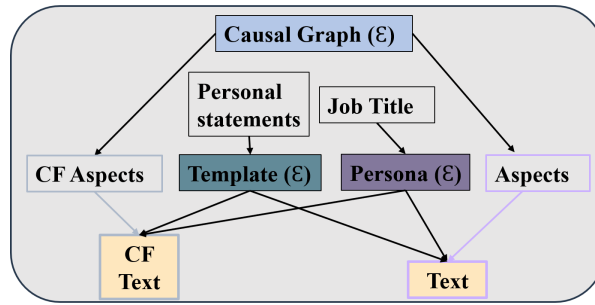 Causal Graph (ℰ)
Personal
statements
Job Title
CF Aspects
Template (ℰ)
Persona (ℰ)
Aspects
CF
Text
Text